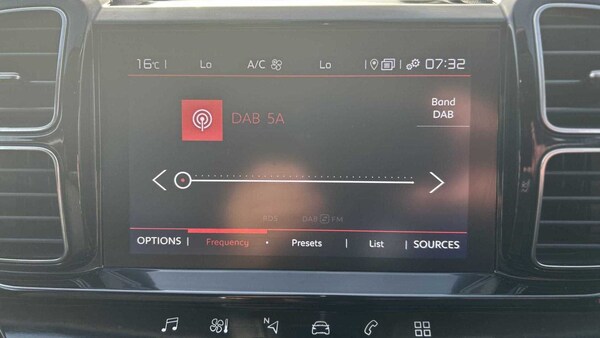 16°C Lo A/C Lo 07:32
Band
DAB
DAB 5A
RDS DAB FM
OPTIONS Frequency Presets List SOURCES
N